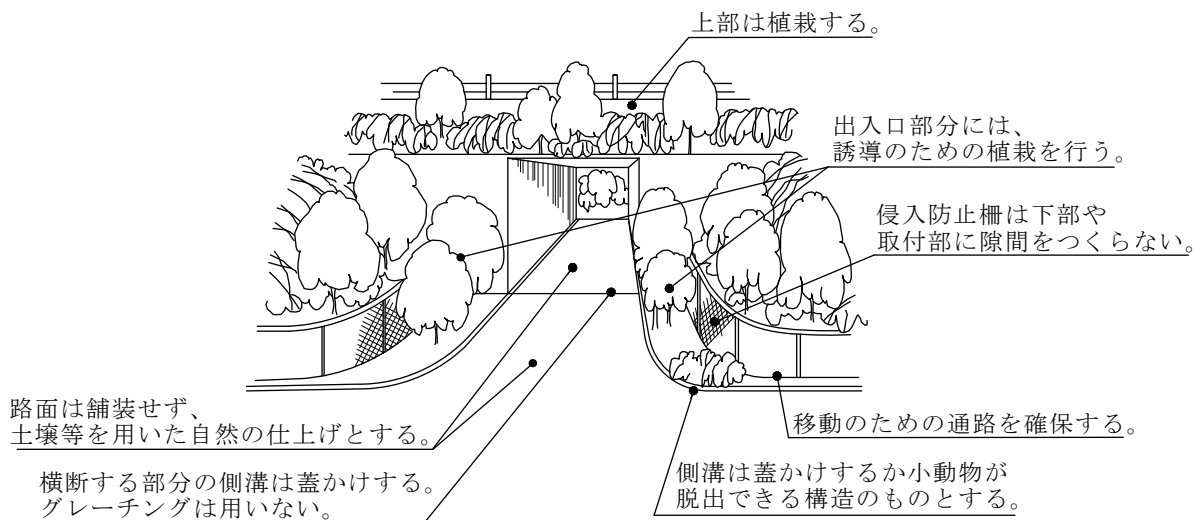 上部は植栽する。
出入口部分には、
誘導のための植栽を行う。
侵入防止柵は下部や
取付部に隙間をつくらない。
路面は舗装せず、
土壌等を用いた自然の仕上げとする。
移動のための通路を確保する。
横断する部分の側溝は蓋かけする。
グレーチングは用いない。
側溝は蓋かけするか小動物が
脱出できる構造のものとする。